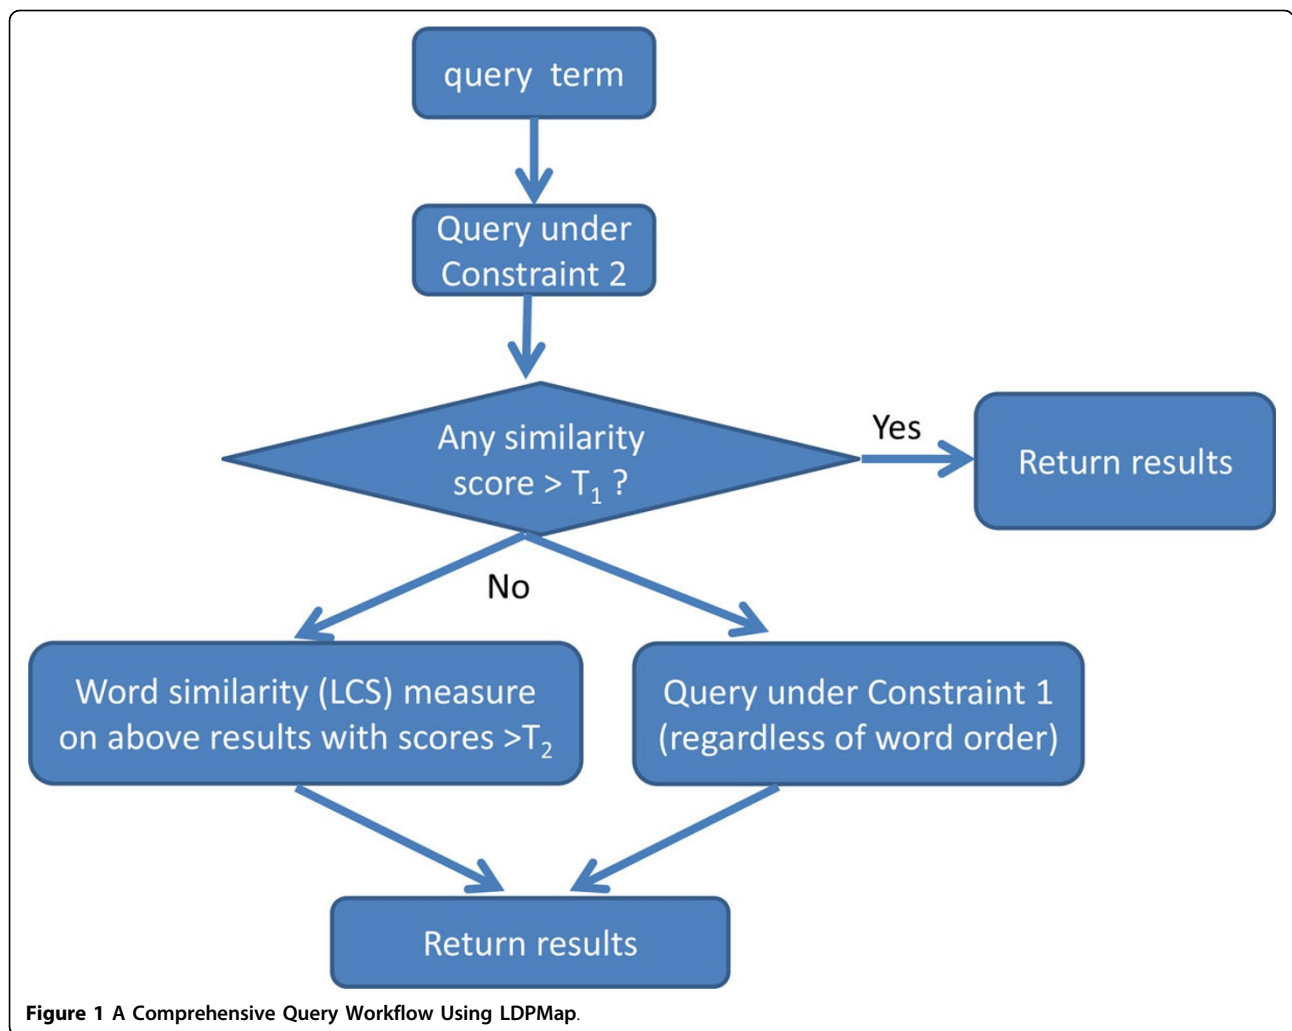 query term
Query under
Constraint 2
Any similarity
score > T₁ ?
Yes
Return results
No
Word similarity (LCS) measure
on above results with scores >T₂
Query under Constraint 1
(regardless of word order)
Return results
Figure 1 A Comprehensive Query Workflow Using LDPMap.